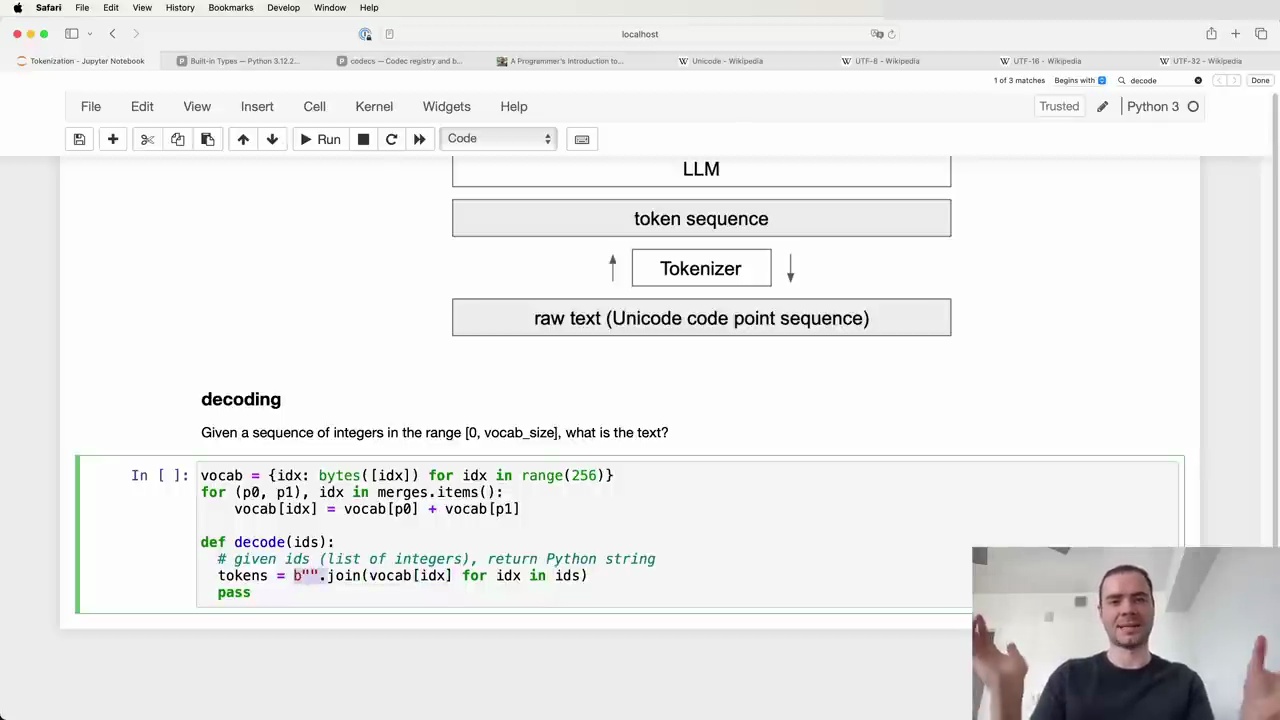 Safari File Edit View History Bookmarks Develop Window Help
localhost
Tokenization - Jupyter Notebook
Built-in Types — Python 3.12.2...
codecs — Codec registry and b...
A Programmer's Introduction to...
Unicode - Wikipedia
UTF-8 - Wikipedia
UTF-16 - Wikipedia
UTF-32 - Wikipedia
1 of 3 matches Begins with decode Done
File Edit View Insert Cell Kernel Widgets Help Trusted Python 3
Run Code
LLM
token sequence
Tokenizer
raw text (Unicode code point sequence)
decoding
Given a sequence of integers in the range [0, vocab_size], what is the text?
In [ ]: vocab = {idx: bytes([idx]) for idx in range(256)}
for (p0, p1), idx in merges.items():
    vocab[idx] = vocab[p0] + vocab[p1]
def decode(ids):
  # given ids (list of integers), return Python string
  tokens = b"".join(vocab[idx] for idx in ids)
  pass